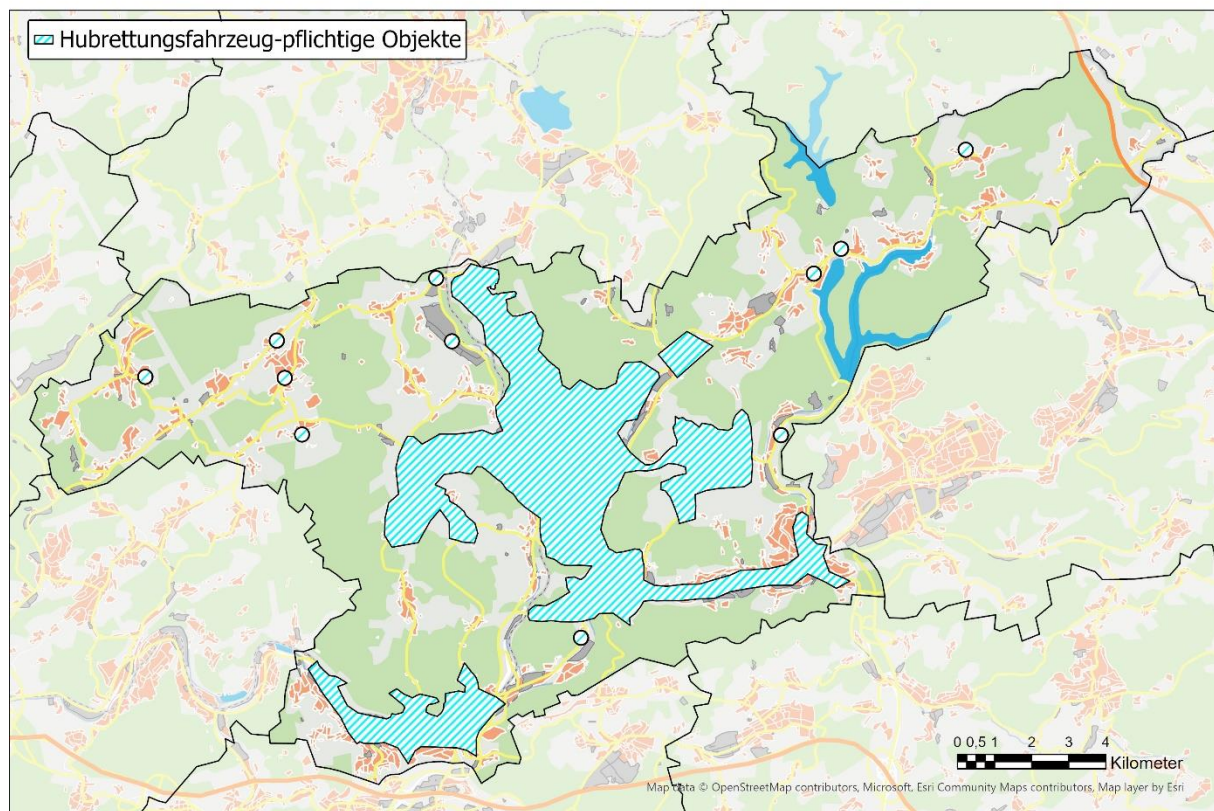 Hubrettungsfahrzeug-pflichtige Objekte
0 0,5 1 2 3 4
Kilometer
Map data © OpenStreetMap contributors, Microsoft, Esri Community Maps contributors, Map layer by Esri